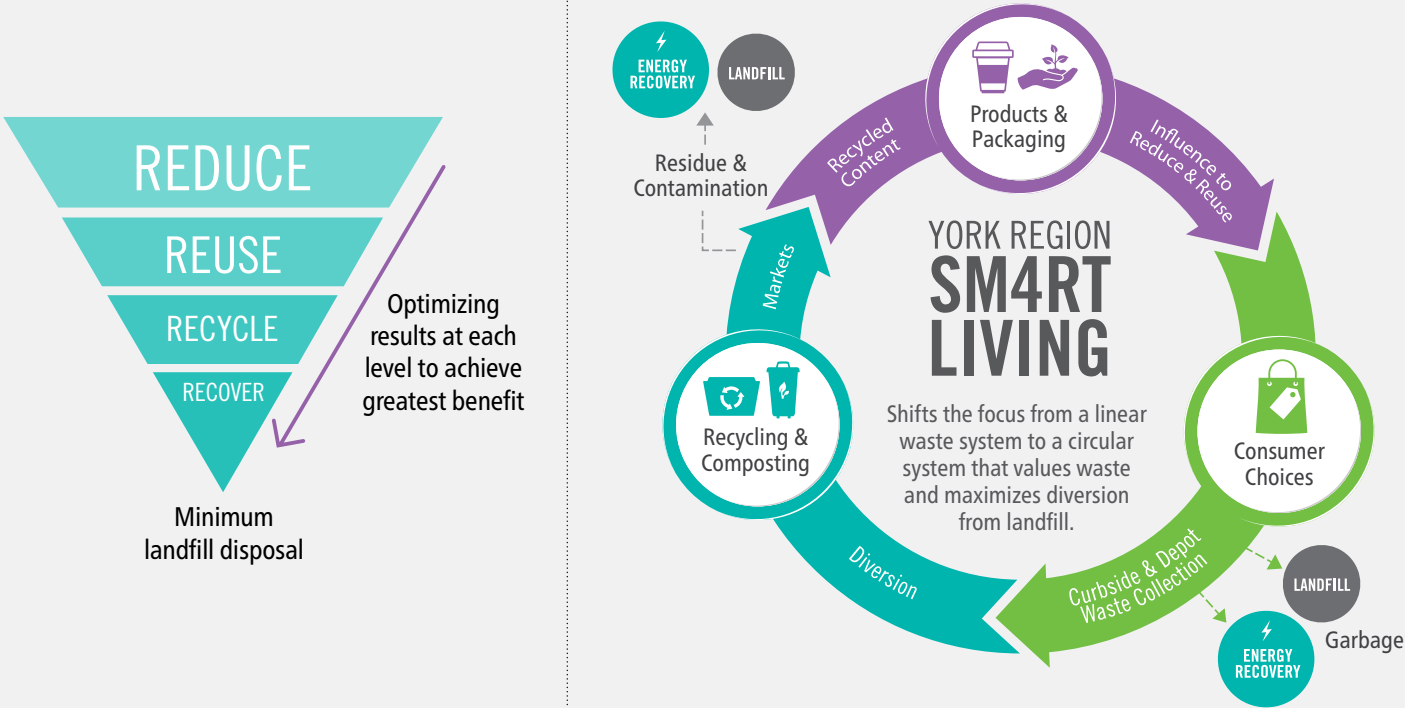 REDUCE
REUSE
RECYCLE
RECOVER
Optimizing
results at each
level to achieve
greatest benefit
Minimum
landfill disposal
ENERGY
RECOVERY
LANDFILL
Residue &
Contamination
Recycled
Content
Products &
Packaging
Influence to
Reduce & Reuse
YORK REGION
SM4RT
LIVING
Shifts the focus from a linear
waste system to a circular
system that values waste
and maximizes diversion
from landfill.
Markets
Recycling &
Composting
Consumer
Choices
Diversion
Curbside & Depot
Waste Collection
LANDFILL
Garbage
ENERGY
RECOVERY